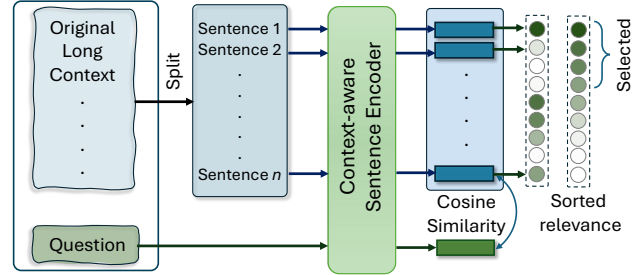 Original
Long
Context
Split
Sentence 1
Sentence 2
Sentence n
Question
Context-aware
Sentence Encoder
Cosine
Similarity
Sorted
relevance
Selected